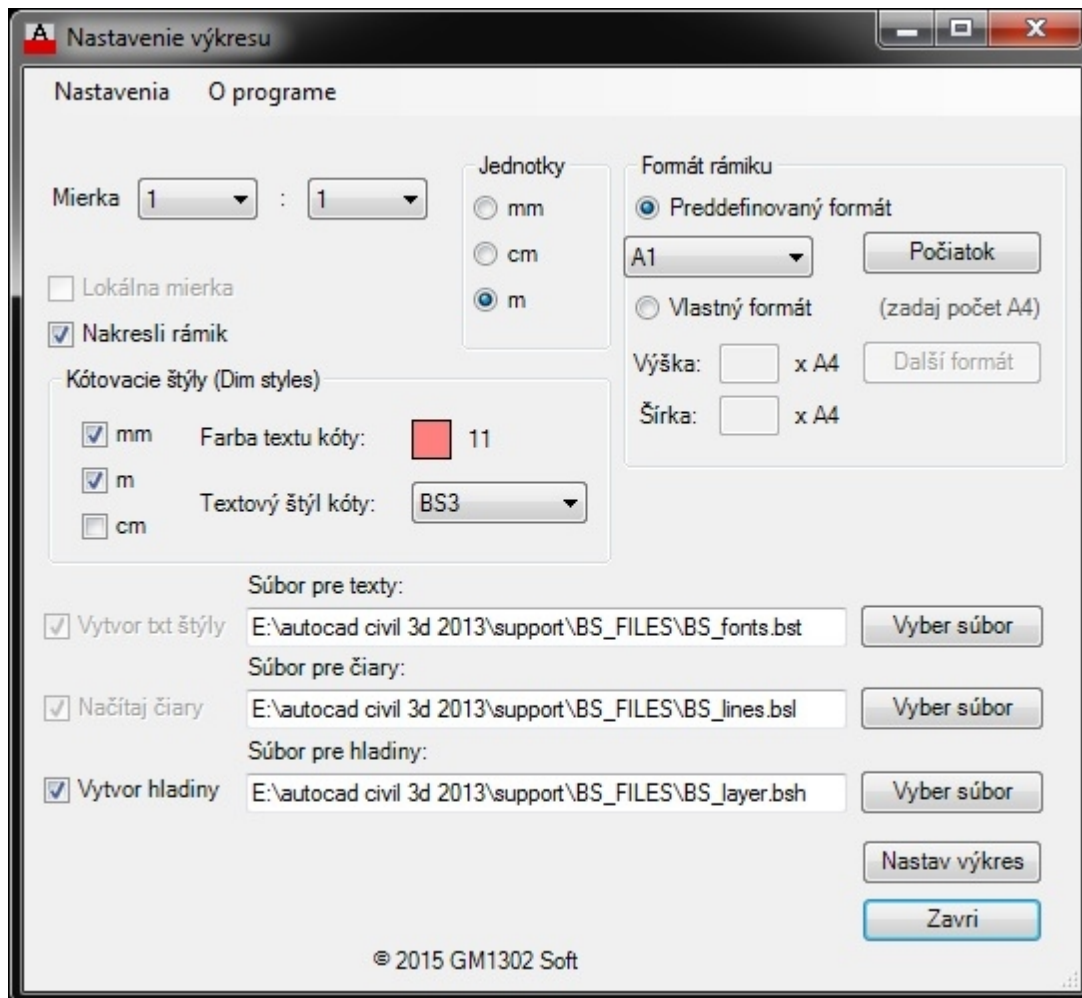 Nastavenie výkresu
Nastavenia O programe
Mierka 1 : 1
Lokálna mierka
Nakresli rámik
Jednotky
mm
cm
m
Formát rámiku
Preddefinovaný formát
A1 Počiatok
Vlastný formát (zadaj počet A4)
Výška: x A4 Další formát
Šírka: x A4
Kótovacie štýly (Dim styles)
mm Farba textu kóty: 11
m
Textový štýl kóty: BS3
cm
Súbor pre texty:
Vytvor txt štýly E:\autocad civil 3d 2013\support\BS_FILES\BS_fonts.bst Vyber súbor
Súbor pre čiary:
Načítaj čiary E:\autocad civil 3d 2013\support\BS_FILES\BS_lines.bsl Vyber súbor
Súbor pre hladiny:
Vytvor hladiny E:\autocad civil 3d 2013\support\BS_FILES\BS_layer.bsh Vyber súbor
Nastav výkres
Zavri
© 2015 GM1302 Soft